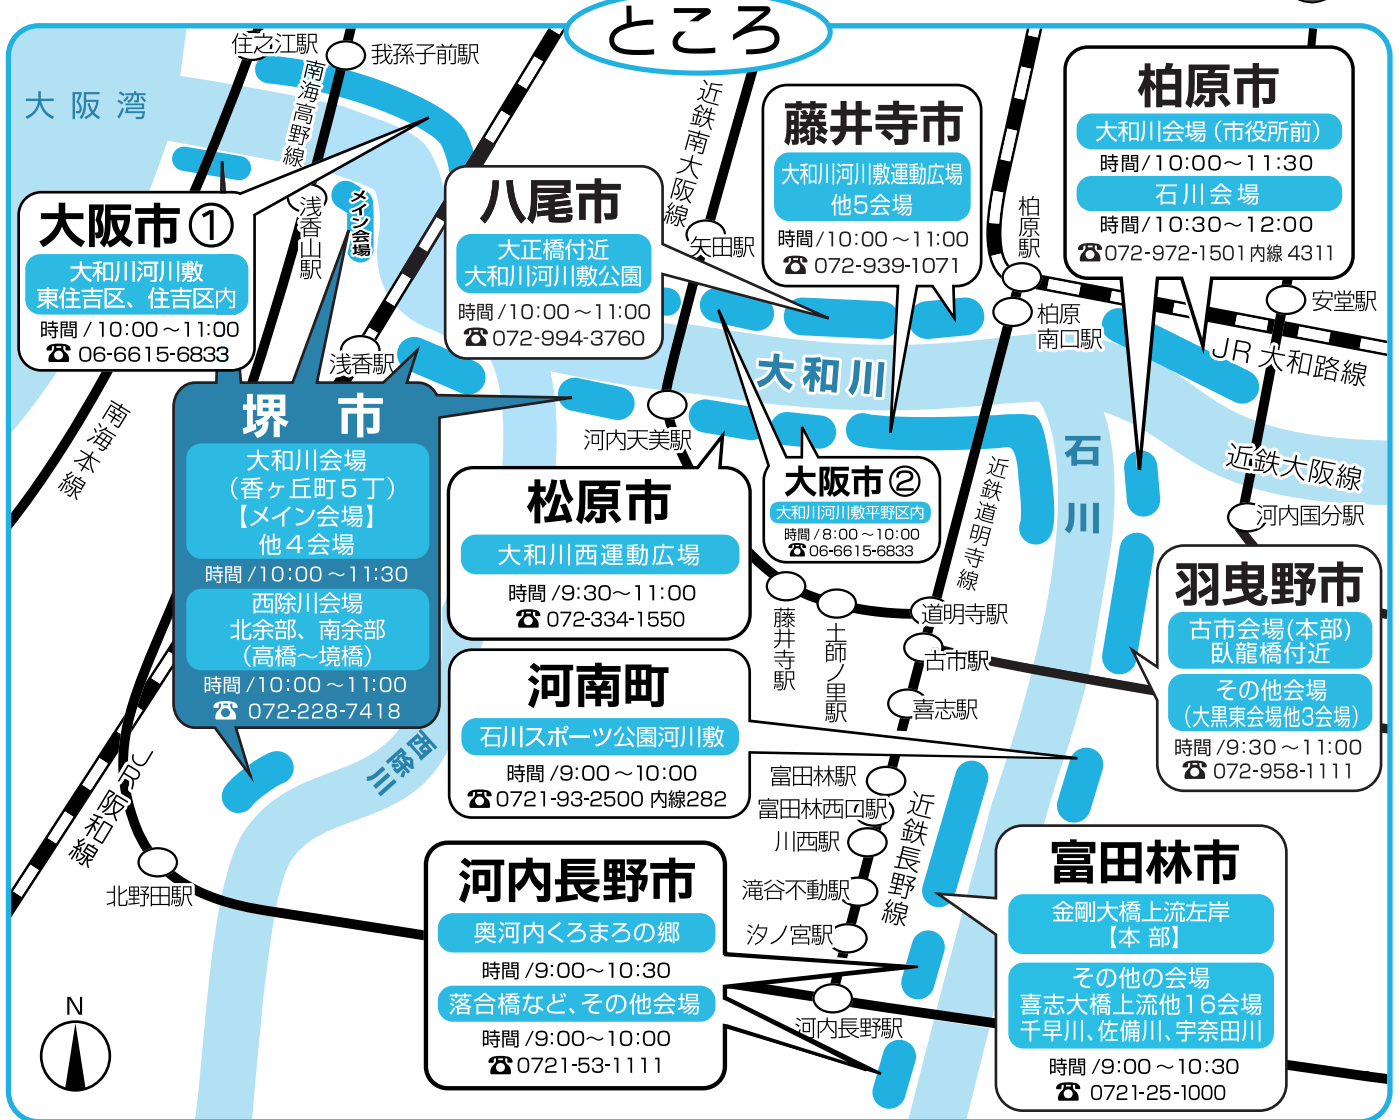 ところ
大阪湾
住之江駅
我孫子前駅
南海高野線
近鉄南大阪線
浅香山駅
メイン会場
浅香駅
矢田駅
柏原駅
柏原
南口駅
安堂駅
JR大和路線
大阪市①
大和川河川敷
東住吉区、住吉区内
時間/10:00～11:00
☎06-6615-6833
八尾市
大正橋付近
大和川河川敷公園
時間/10:00～11:00
☎072-994-3760
藤井寺市
大和川河川敷運動広場
他5会場
時間/10:00～11:00
☎072-939-1071
柏原市
大和川会場(市役所前)
時間/10:00～11:30
石川会場
時間/10:30～12:00
☎072-972-1501内線4311
大和川
石川
南海本線
河内天美駅
近鉄道明寺線
近鉄大阪線
河内国分駅
堺市
大和川会場
(香ヶ丘町5丁)
【メイン会場】
他4会場
時間/10:00～11:30
西除川会場
北余部、南余部
(高橋～境橋)
時間/10:00～11:00
☎072-228-7418
松原市
大和川西運動広場
時間/9:30～11:00
☎072-334-1550
大阪市②
大和川河川敷平野区内
時間/8:00～10:00
☎06-6615-6833
羽曳野市
古市会場(本部)
臥龍橋付近
その他会場
(大黒東会場他3会場)
時間/9:30～11:00
☎072-958-1111
藤井寺駅
土師ノ里駅
道明寺駅
古市駅
喜志駅
河南町
石川スポーツ公園河川敷
時間/9:00～10:00
☎0721-93-2500 内線282
西除川
JR阪和線
北野田駅
富田林駅
富田林西口駅
川西駅
滝谷不動駅
汐ノ宮駅
河内長野駅
近鉄長野線
河内長野市
奥河内くろまろの郷
時間/9:00～10:30
落合橋など、その他会場
時間/9:00～10:00
☎0721-53-1111
富田林市
金剛大橋上流左岸
【本部】
その他の会場
喜志大橋上流他16会場
千早川、佐備川、宇奈田川
時間/9:00～10:30
☎0721-25-1000
N